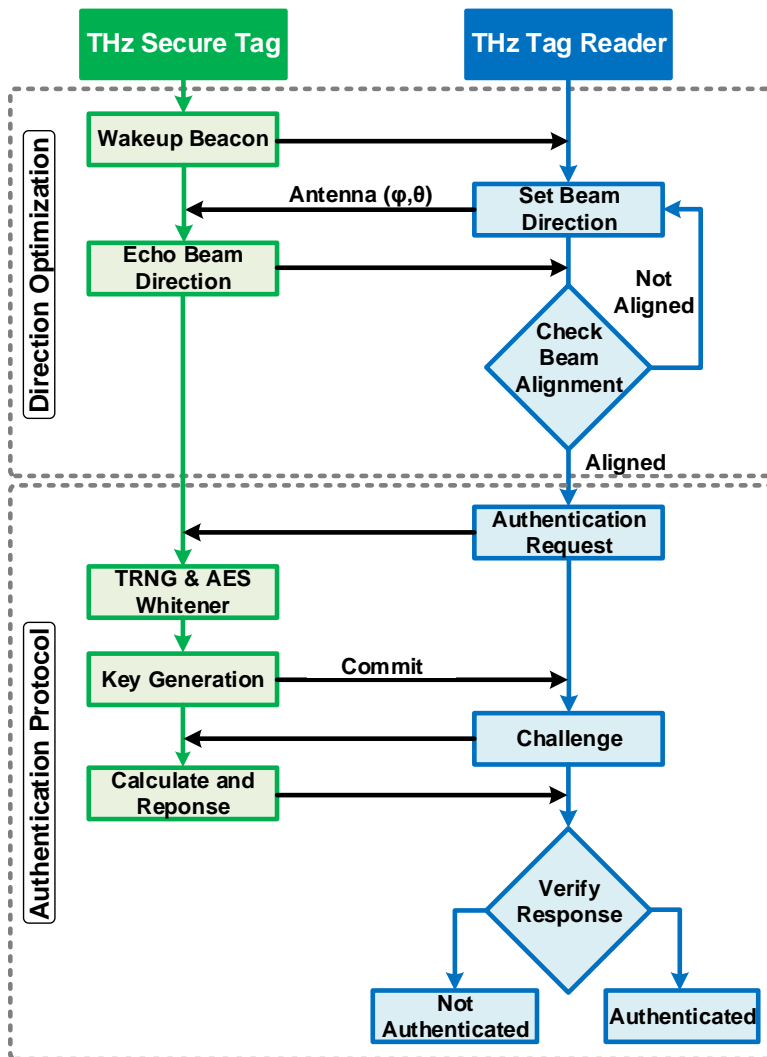 THz Secure Tag
THz Tag Reader
Direction Optimization
Wakeup Beacon
Antenna (φ,θ)
Set Beam
Direction
Echo Beam
Direction
Not
Aligned
Check
Beam
Alignment
Aligned
Authentication Protocol
Authentication
Request
TRNG & AES
Whitener
Key Generation
Commit
Challenge
Calculate and
Reponse
Verify
Response
Not
Authenticated
Authenticated